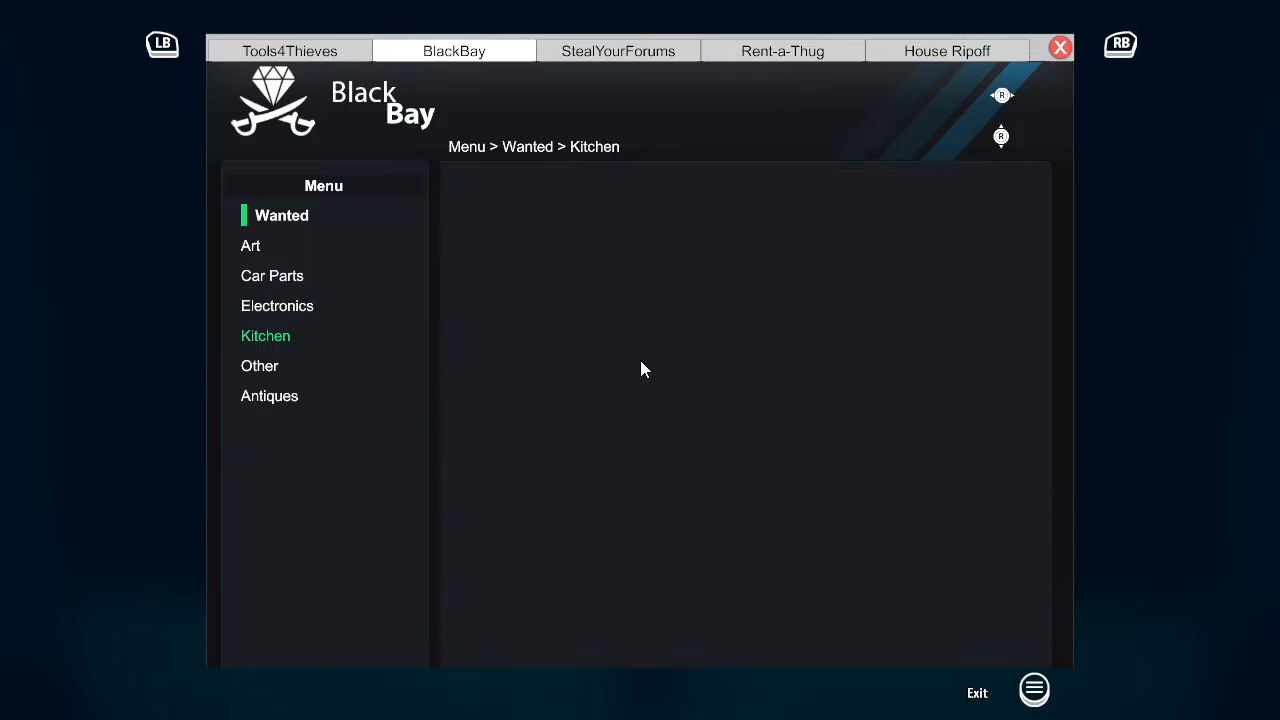 LB
Tools4Thieves
BlackBay
StealYourForums
Rent-a-Thug
House Ripoff
X
RB
Black
Bay
R
R
Menu > Wanted > Kitchen
Menu
Wanted
Art
Car Parts
Electronics
Kitchen
Other
Antiques
Exit